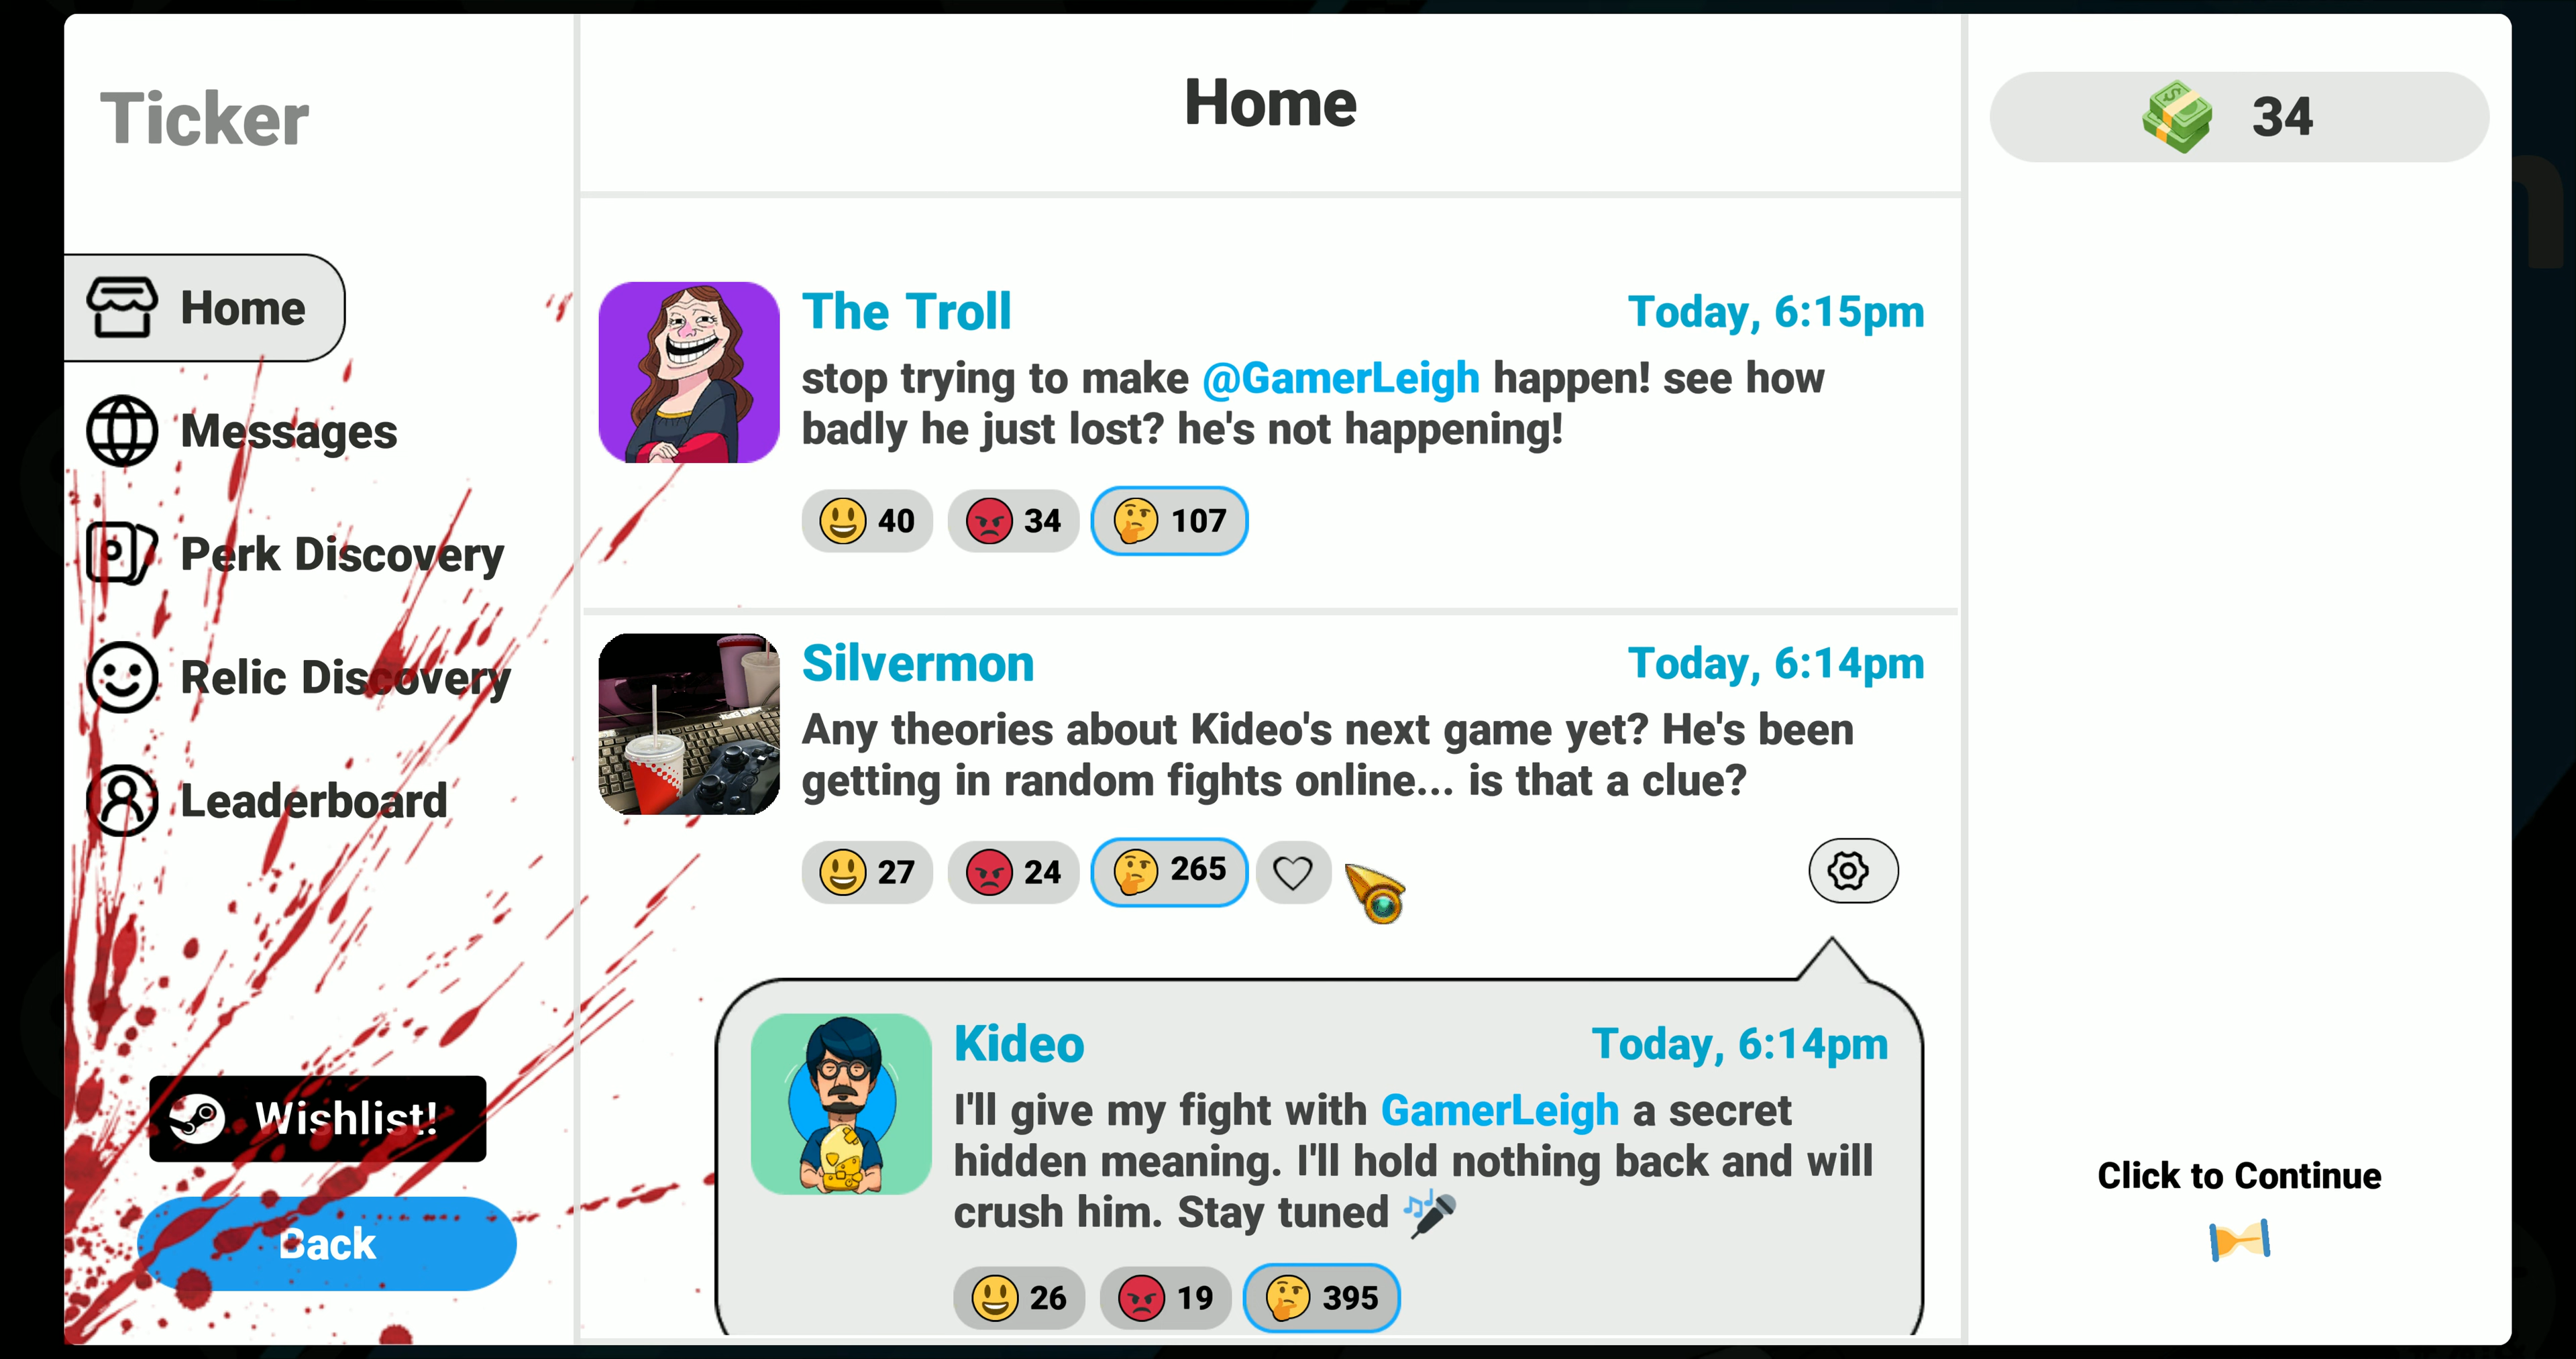 Ticker
Home
Messages
Perk Discovery
Relic Discovery
Leaderboard
Wishlist!
Back
Home
The Troll
Today, 6:15pm
stop trying to make @GamerLeigh happen! see how
badly he just lost? he's not happening!
40
34
107
Silvermon
Today, 6:14pm
Any theories about Kideo's next game yet? He's been
getting in random fights online... is that a clue?
27
24
265
Kideo
Today, 6:14pm
I'll give my fight with GamerLeigh a secret
hidden meaning. I'll hold nothing back and will
crush him. Stay tuned 🎤
26
19
395
34
Click to Continue